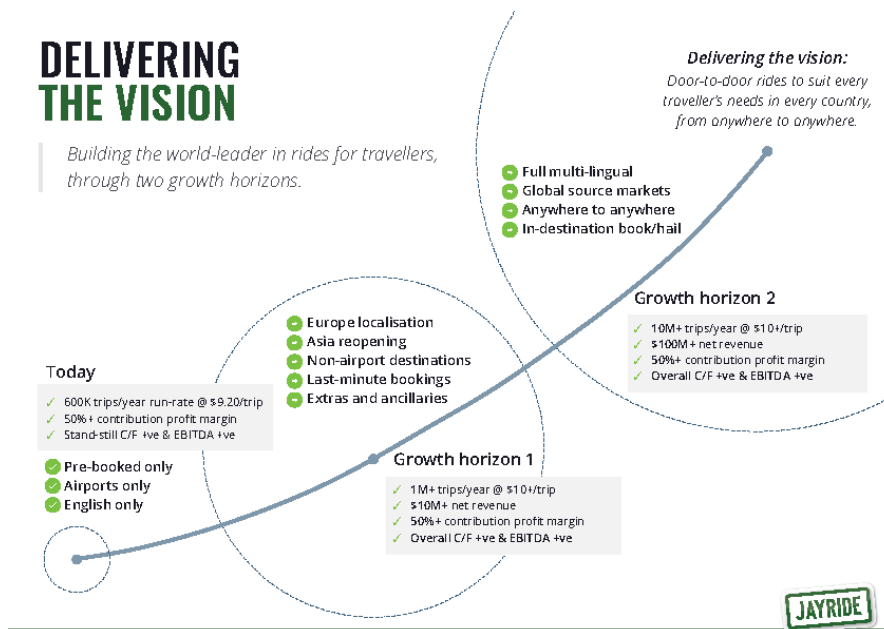 DELIVERING
THE VISION
Building the world-leader in rides for travellers,
through two growth horizons.
Delivering the vision:
Door-to-door rides to suit every
traveller's needs in every country,
from anywhere to anywhere.
Full multi-lingual
Global source markets
Anywhere to anywhere
In-destination book/hail
Growth horizon 2
10M+ trips/year @ $10+/trip
$100M+ net revenue
50%+ contribution profit margin
Overall C/F +ve & EBITDA +ve
Europe localisation
Asia reopening
Non-airport destinations
Last-minute bookings
Extras and ancillaries
Today
600K trips/year run-rate @ $9.20/trip
50%+ contribution profit margin
Stand-still C/F +ve & EBITDA +ve
Pre-booked only
Airports only
English only
Growth horizon 1
1M+ trips/year @ $10+/trip
$10M+ net revenue
50%+ contribution profit margin
Overall C/F +ve & EBITDA +ve
JAYRIDE